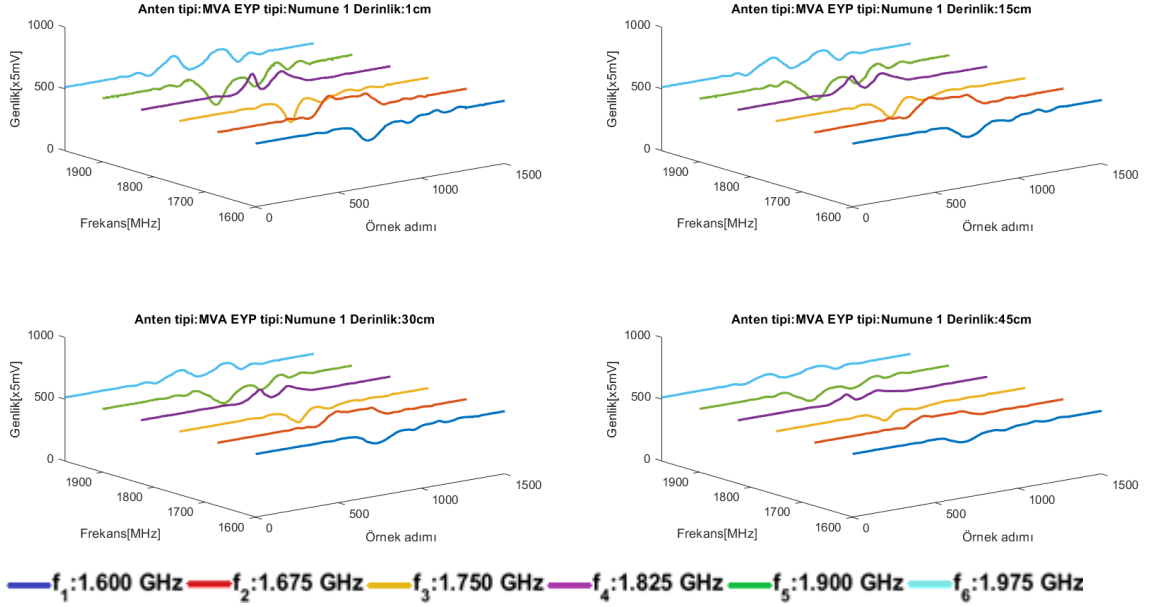 Anten tipi:MVA EYP tipi:Numune 1 Derinlik:1cm
1000
500
0
Genlik[x5mV]
1900
1800
1700
1600
Frekans[MHz]
0
500
1000
1500
Örnek adımı
Anten tipi:MVA EYP tipi:Numune 1 Derinlik:15cm
1000
500
0
Genlik[x5mV]
1900
1800
1700
1600
Frekans[MHz]
0
500
1000
1500
Örnek adımı
Anten tipi:MVA EYP tipi:Numune 1 Derinlik:30cm
1000
500
0
Genlik[x5mV]
1900
1800
1700
1600
Frekans[MHz]
0
500
1000
1500
Örnek adımı
Anten tipi:MVA EYP tipi:Numune 1 Derinlik:45cm
1000
500
0
Genlik[x5mV]
1900
1800
1700
1600
Frekans[MHz]
0
500
1000
1500
Örnek adımı
f₁:1.600 GHz f₂:1.675 GHz f₃:1.750 GHz f₄:1.825 GHz f₅:1.900 GHz f₆:1.975 GHz